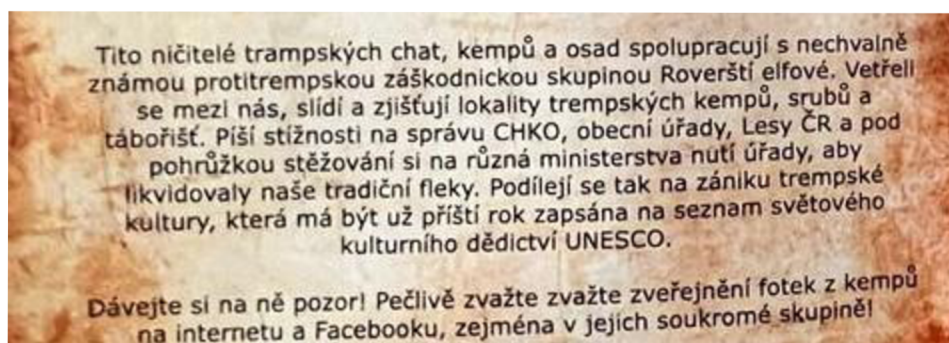 Tito ničitelé trampských chat, kempů a osad spolupracují s nechvalně
známou protitrempskou záškodnickou skupinou Roverští elfové. Vetřeli
se mezi nás, slídí a zjišťují lokality trempských kempů, srubů a
tábořišť. Píší stížnosti na správu CHKO, obecní úřady, Lesy ČR a pod
pohrůžkou stěžování si na různá ministerstva nutí úřady, aby
likvidovaly naše tradiční fleky. Podílejí se tak na zániku trempské
kultury, která má být už příští rok zapsána na seznam světového
kulturního dědictví UNESCO.
Dávejte si na ně pozor! Pečlivě zvažte zvažte zveřejnění fotek z kempů
na internetu a Facebooku, zejména v jejich soukromé skupině!